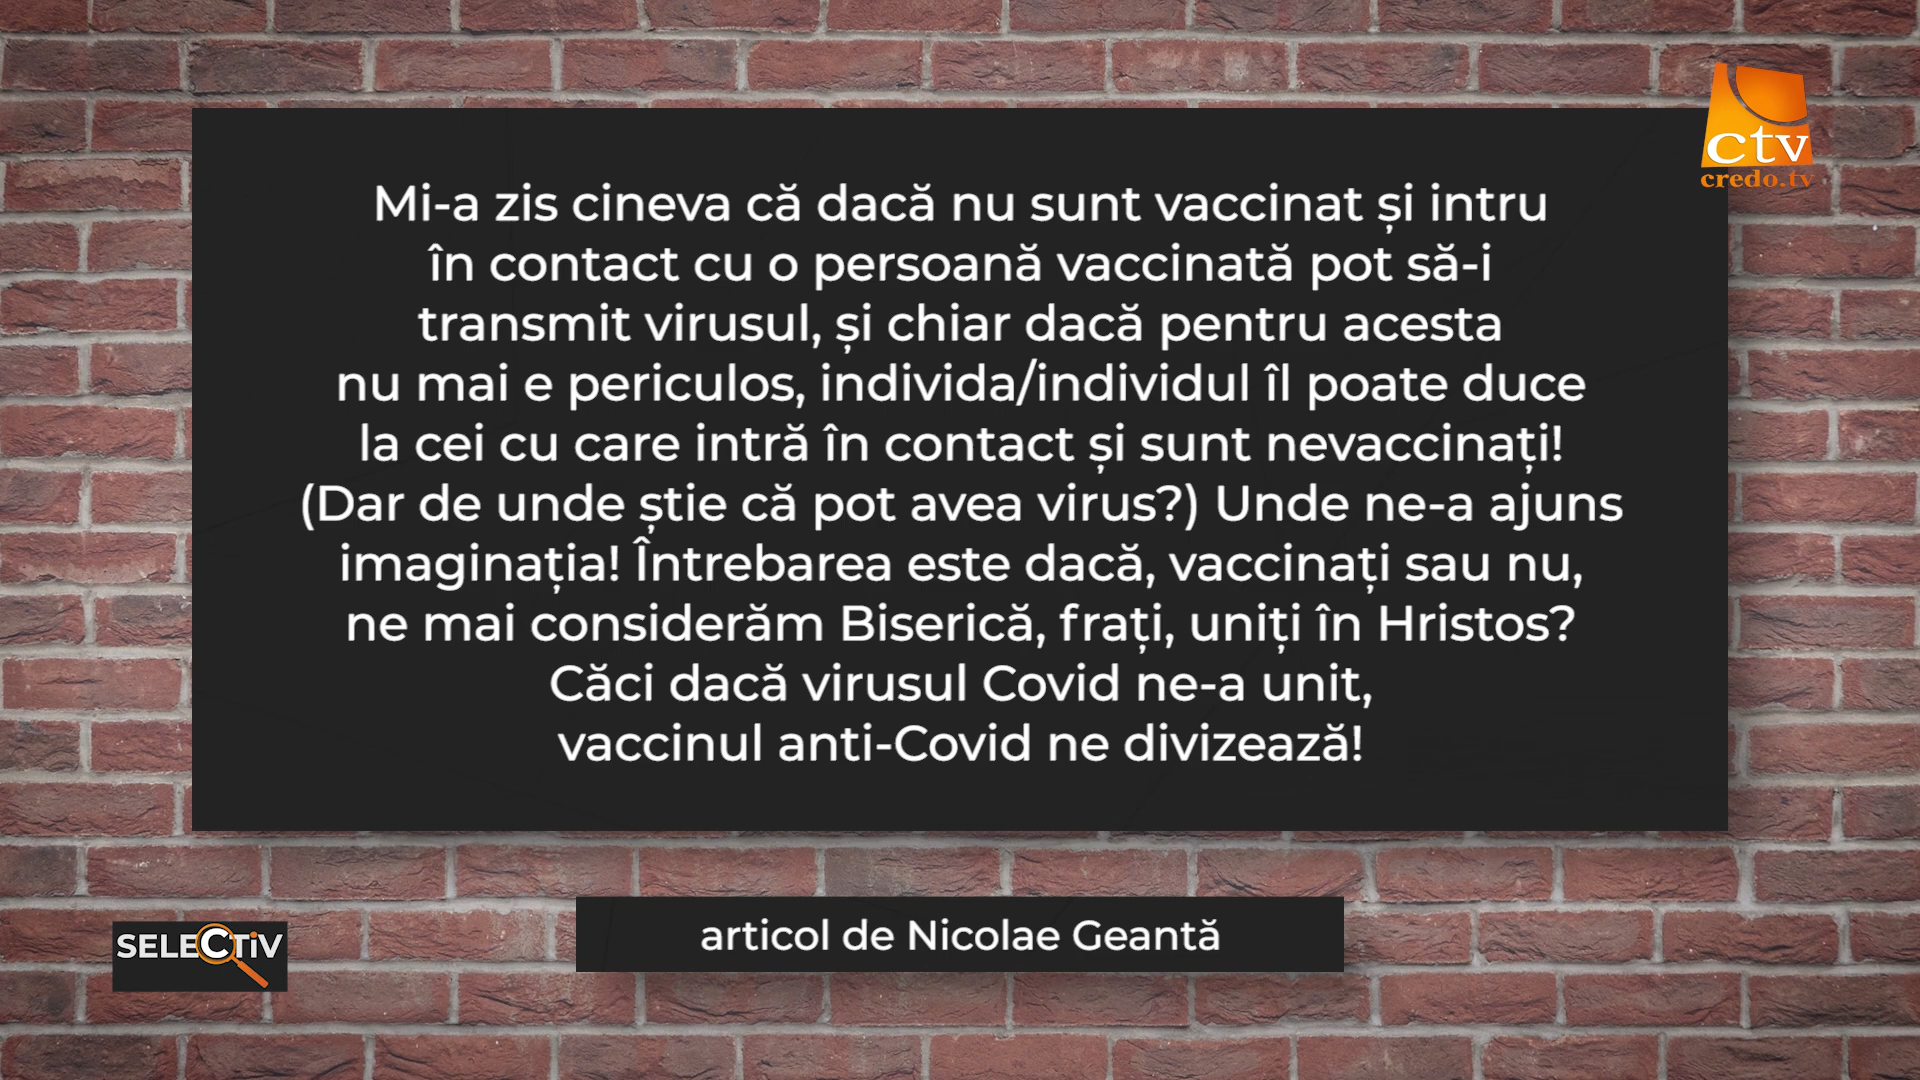 ctv
credo.tv
Mi-a zis cineva că dacă nu sunt vaccinat și intru
în contact cu o persoană vaccinată pot să-i
transmit virusul, și chiar dacă pentru acesta
nu mai e periculos, individa/individul îl poate duce
la cei cu care intră în contact și sunt nevaccinați!
(Dar de unde știe că pot avea virus?) Unde ne-a ajuns
imaginația! Întrebarea este dacă, vaccinați sau nu,
ne mai considerăm Biserică, frați, uniți în Hristos?
Căci dacă virusul Covid ne-a unit,
vaccinul anti-Covid ne divizează!
articol de Nicolae Geantă
SELECTiV